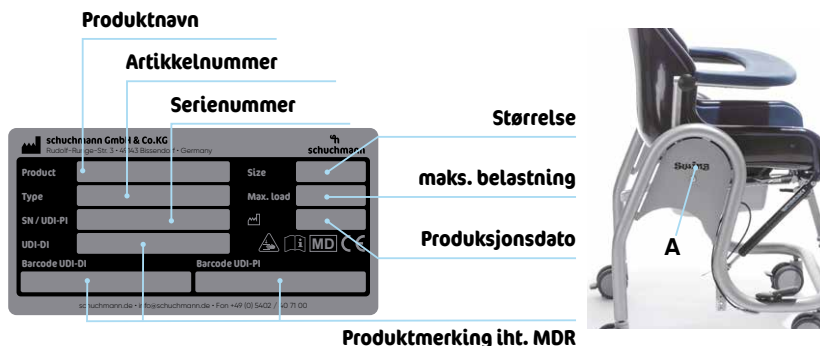 Produktnavn
Artikkelnummer
Serienummer
Størrelse
maks. belastning
Produksjonsdato
schuchmann GmbH & Co.KG
Rudolf-Runge-Str. 3 • 49143 Bissendorf • Germany
schuchmann
Product
Size
Type
Max. load
SN / UDI-PI
UDI-DI
MD CE
Barcode UDI-DI
Barcode UDI-PI
schuchmann.de • info@schuchmann.de • Fon +49 (0) 5402 / 40 71 00
Produktmerking iht. MDR
A